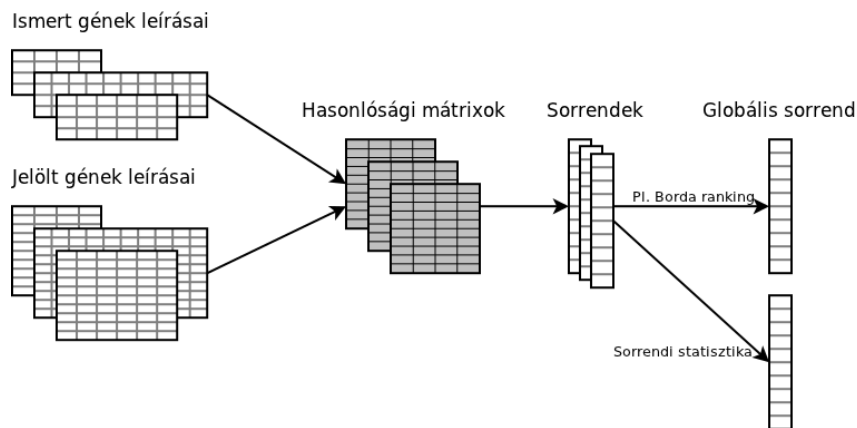 Ismert gének leírásai
Jelölt gének leírásai
Hasonlósági mátrixok
Sorrendek
Globális sorrend
Pl. Borda ranking
Sorrendi statisztika